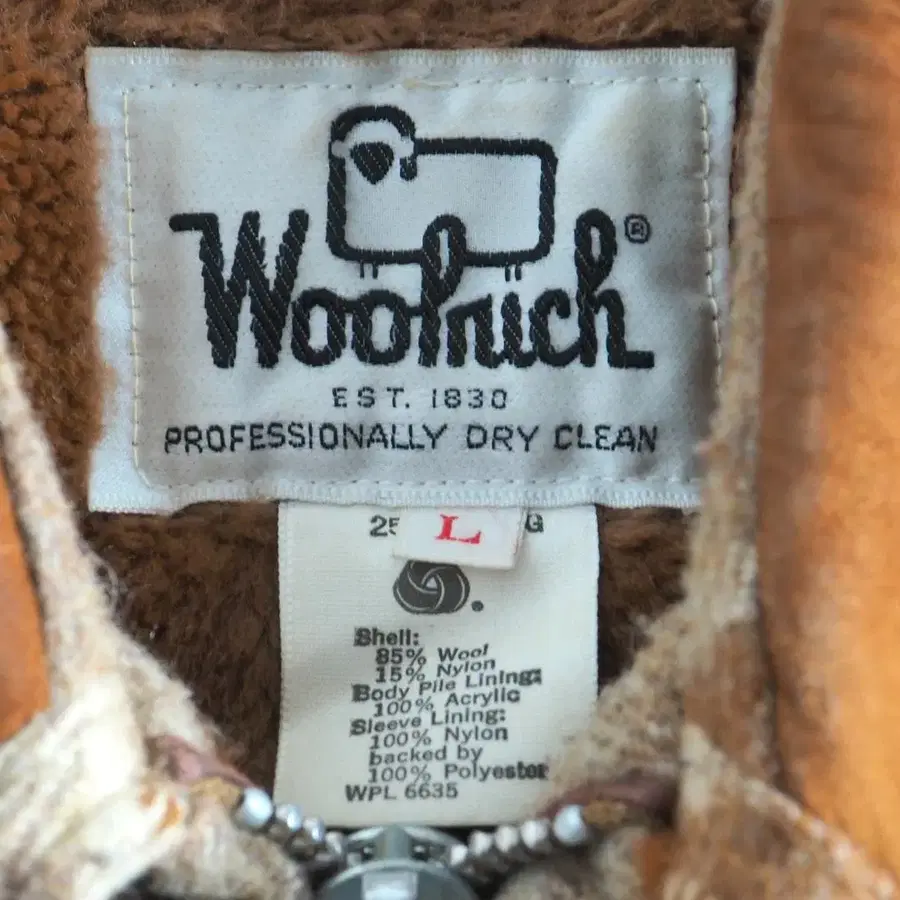 Woolrich®
EST. 1830
PROFESSIONALLY DRY CLEAN
L
Shell:
85% Wool
15% Nylon
Body Pile Lining:
100% Acrylic
Sleeve Lining:
100% Nylon
backed by
100% Polyester
WPL 6635